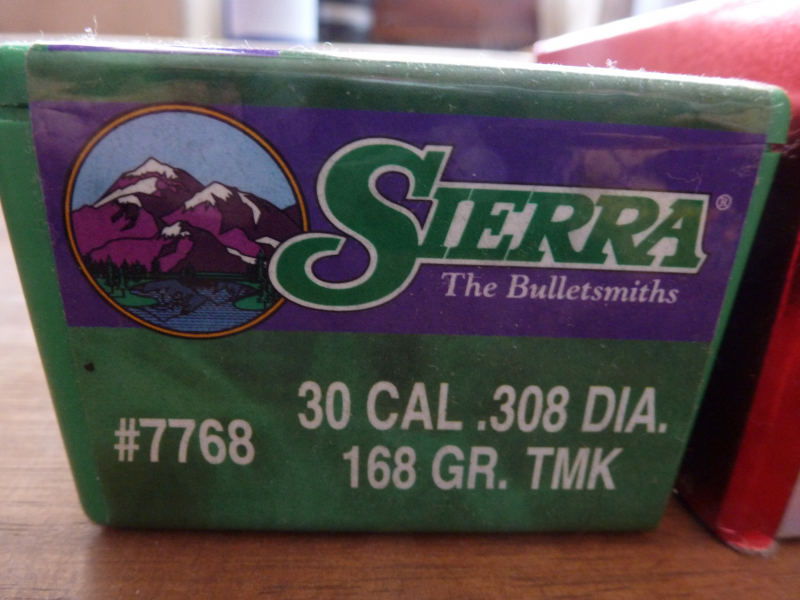 SIERRA®
The Bulletsmiths
30 CAL .308 DIA.
#7768
168 GR. TMK